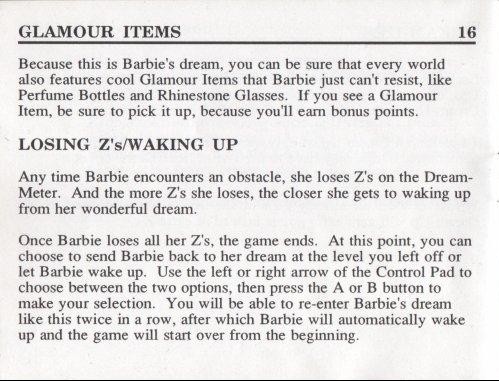 GLAMOUR ITEMS 16
Because this is Barbie's dream, you can be sure that every world
also features cool Glamour Items that Barbie just can't resist, like
Perfume Bottles and Rhinestone Glasses.  If you see a Glamour
Item, be sure to pick it up, because you'll earn bonus points.
LOSING Z's/WAKING UP
Any time Barbie encounters an obstacle, she loses Z's on the Dream-
Meter.  And the more Z's she loses, the closer she gets to waking up
from her wonderful dream.
Once Barbie loses all her Z's, the game ends.  At this point, you can
choose to send Barbie back to her dream at the level you left off or
let Barbie wake up.  Use the left or right arrow of the Control Pad to
choose between the two options, then press the A or B button to
make your selection.  You will be able to re-enter Barbie's dream
like this twice in a row, after which Barbie will automatically wake
up and the game will start over from the beginning.